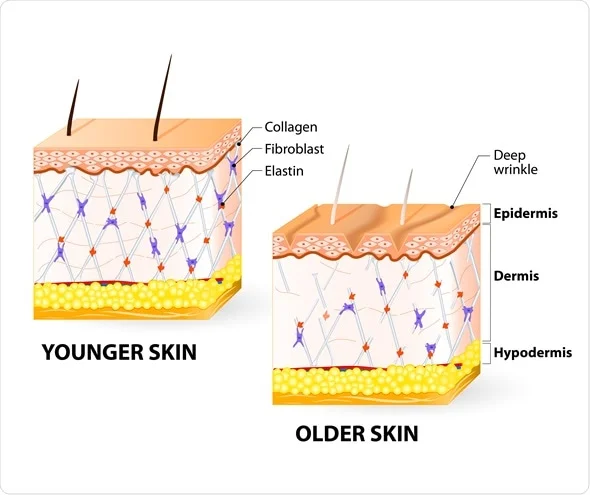 Collagen
Fibroblast
Elastin
YOUNGER SKIN
Deep
wrinkle
Epidermis
Dermis
Hypodermis
OLDER SKIN